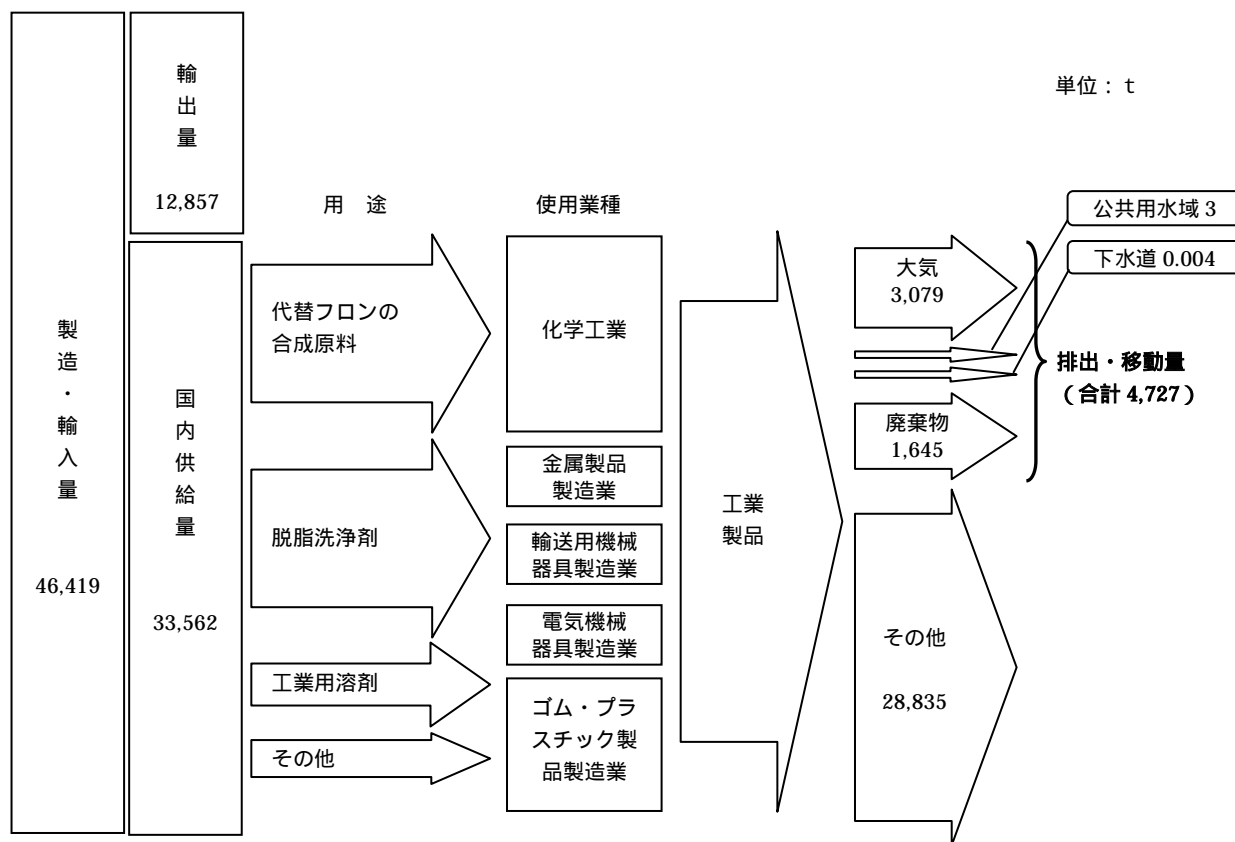 製造・輸入量
46,419
輸出量
12,857
国内供給量
33,562
単位：t
用　途
代替フロンの
合成原料
脱脂洗浄剤
工業用溶剤
その他
使用業種
化学工業
金属製品
製造業
輸送用機械
器具製造業
電気機械
器具製造業
ゴム・プラ
スチック製
品製造業
工業
製品
大気
3,079
公共用水域 3
下水道 0.004
廃棄物
1,645
排出・移動量
（合計 4,727）
その他
28,835